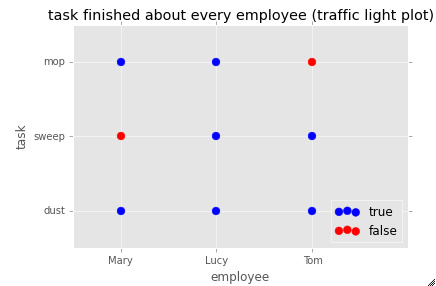 task finished about every employee (traffic light plot)
mop
sweep
dust
task
Mary Lucy Tom
employee
true
false